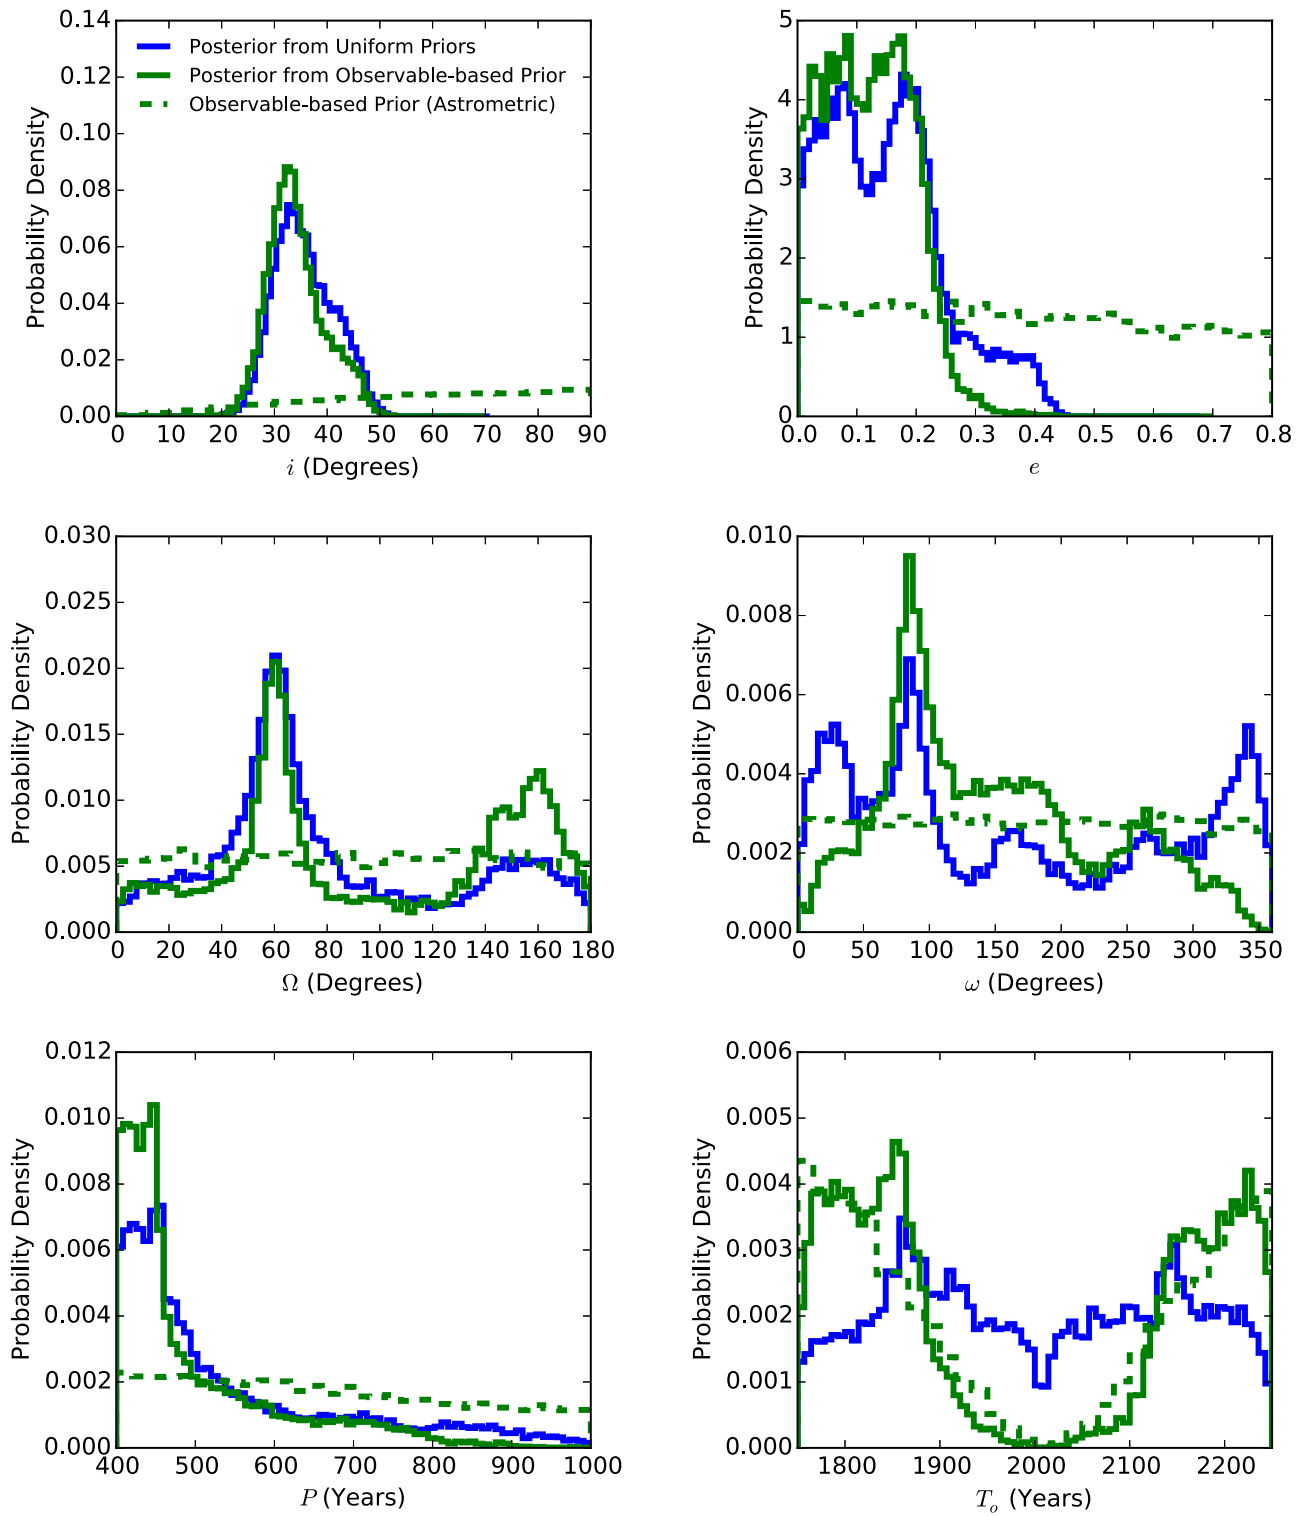 0.14
0.12
0.10
0.08
0.06
0.04
0.02
0.00
Probability Density
Posterior from Uniform Priors
Posterior from Observable-based Prior
Observable-based Prior (Astrometric)
0 10 20 30 40 50 60 70 80 90
i (Degrees)
5
4
3
2
1
0
Probability Density
0.0 0.1 0.2 0.3 0.4 0.5 0.6 0.7 0.8
e
0.030
0.025
0.020
0.015
0.010
0.005
0.000
Probability Density
0 20 40 60 80 100 120 140 160 180
Ω (Degrees)
0.010
0.008
0.006
0.004
0.002
0.000
Probability Density
0 50 100 150 200 250 300 350
ω (Degrees)
0.012
0.010
0.008
0.006
0.004
0.002
0.000
Probability Density
400 500 600 700 800 900 1000
P (Years)
0.006
0.005
0.004
0.003
0.002
0.001
0.000
Probability Density
1800 1900 2000 2100 2200
T_o (Years)